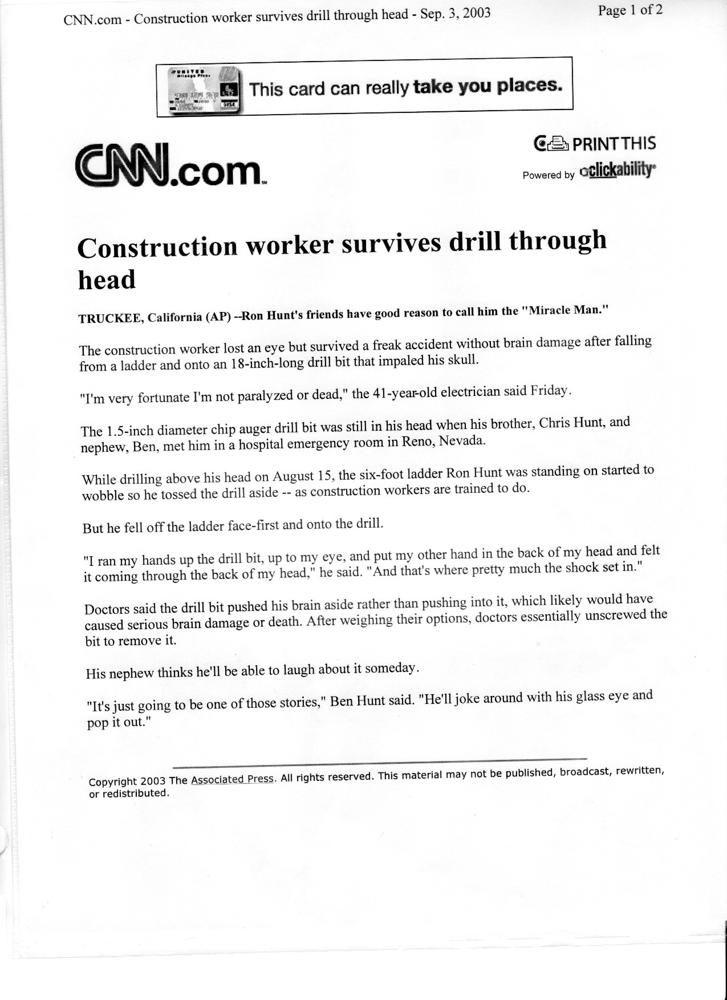 CNN.com - Construction worker survives drill through head - Sep. 3, 2003
Page 1 of 2
UNITED
Mileage Plus.
VISA
This card can really take you places.
CNN.com
SM
PRINT THIS
Powered by clickability
Construction worker survives drill through
head
TRUCKEE, California (AP) --Ron Hunt's friends have good reason to call him the "Miracle Man."
The construction worker lost an eye but survived a freak accident without brain damage after falling
from a ladder and onto an 18-inch-long drill bit that impaled his skull.
"I'm very fortunate I'm not paralyzed or dead," the 41-year-old electrician said Friday.
The 1.5-inch diameter chip auger drill bit was still in his head when his brother, Chris Hunt, and
nephew, Ben, met him in a hospital emergency room in Reno, Nevada.
While drilling above his head on August 15, the six-foot ladder Ron Hunt was standing on started to
wobble so he tossed the drill aside -- as construction workers are trained to do.
But he fell off the ladder face-first and onto the drill.
"I ran my hands up the drill bit, up to my eye, and put my other hand in the back of my head and felt
it coming through the back of my head," he said. "And that's where pretty much the shock set in."
Doctors said the drill bit pushed his brain aside rather than pushing into it, which likely would have
caused serious brain damage or death. After weighing their options, doctors essentially unscrewed the
bit to remove it.
His nephew thinks he'll be able to laugh about it someday.
"It's just going to be one of those stories," Ben Hunt said. "He'll joke around with his glass eye and
pop it out."
Copyright 2003 The Associated Press. All rights reserved. This material may not be published, broadcast, rewritten,
or redistributed.